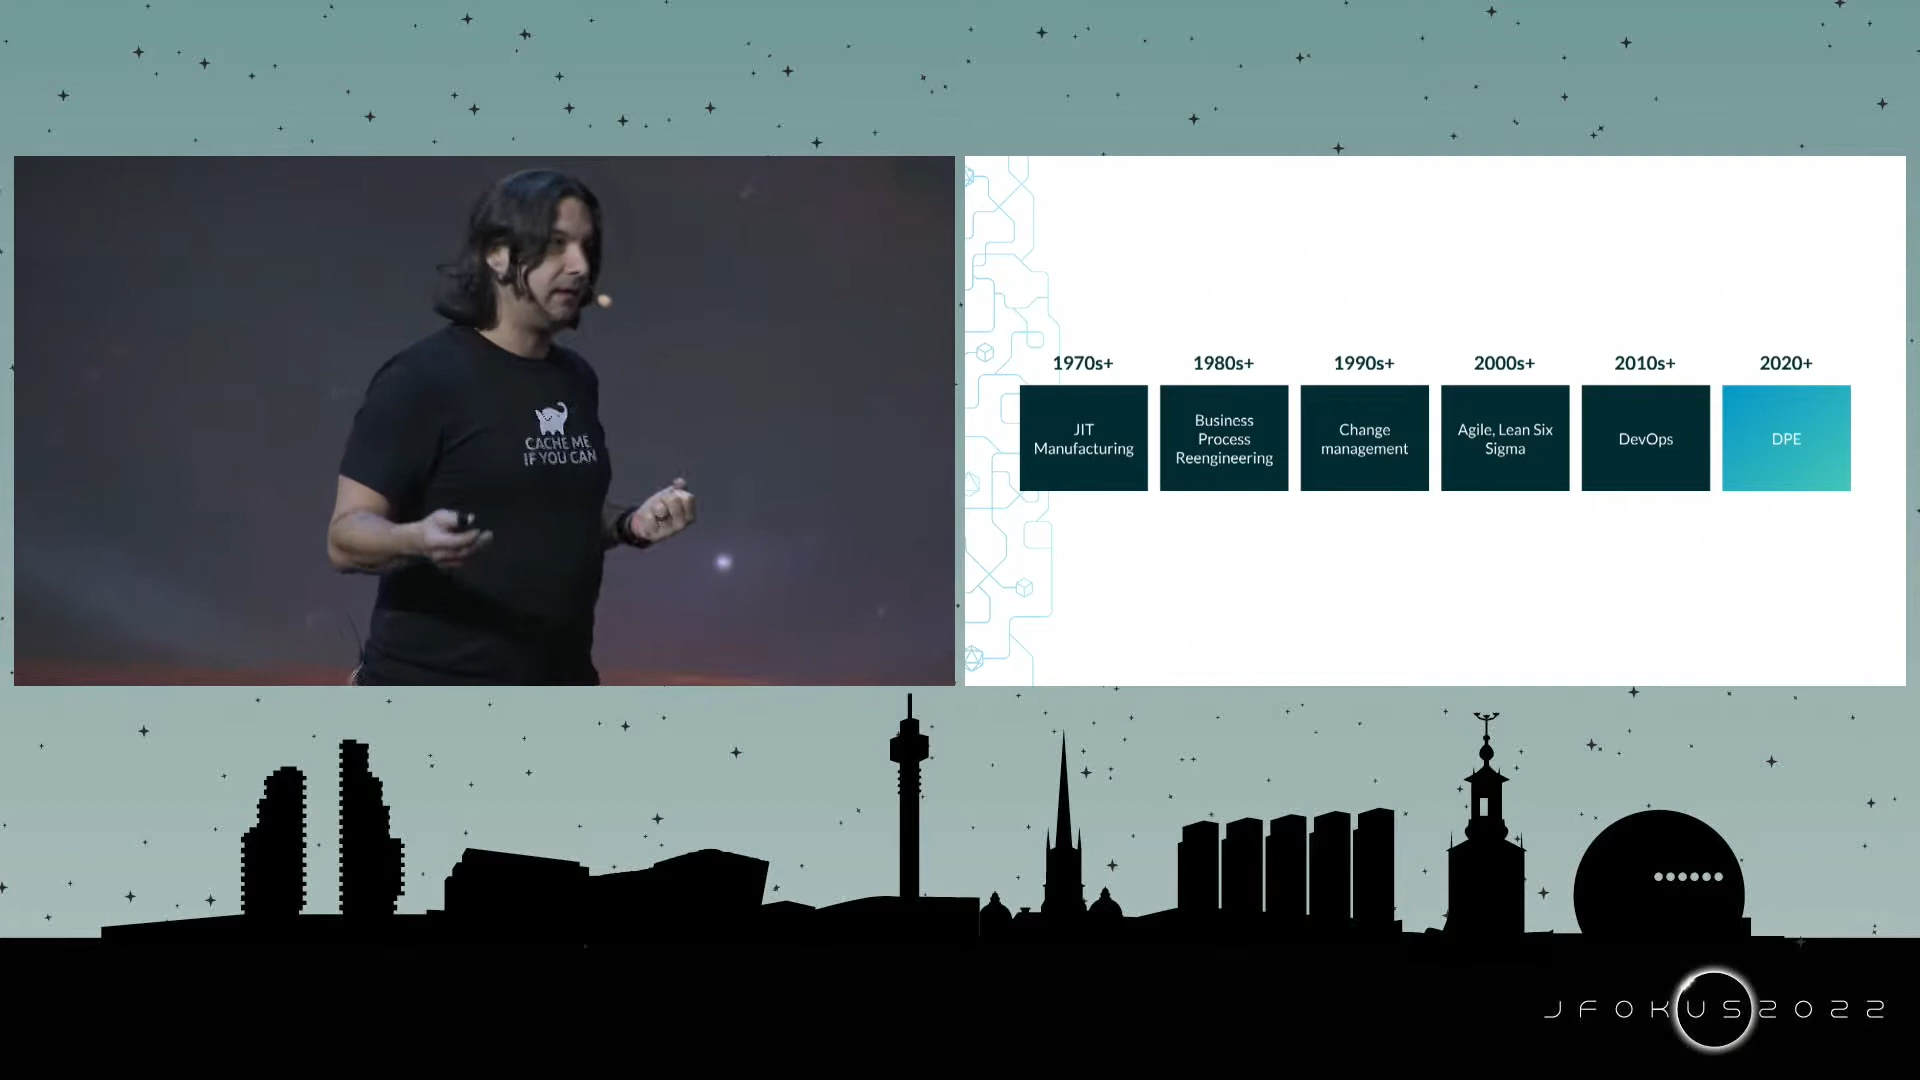 CACHE ME
IF YOU CAN
1970s+
JIT
Manufacturing
1980s+
Business
Process
Reengineering
1990s+
Change
management
2000s+
Agile, Lean Six
Sigma
2010s+
DevOps
2020+
DPE
JFOKUS2022